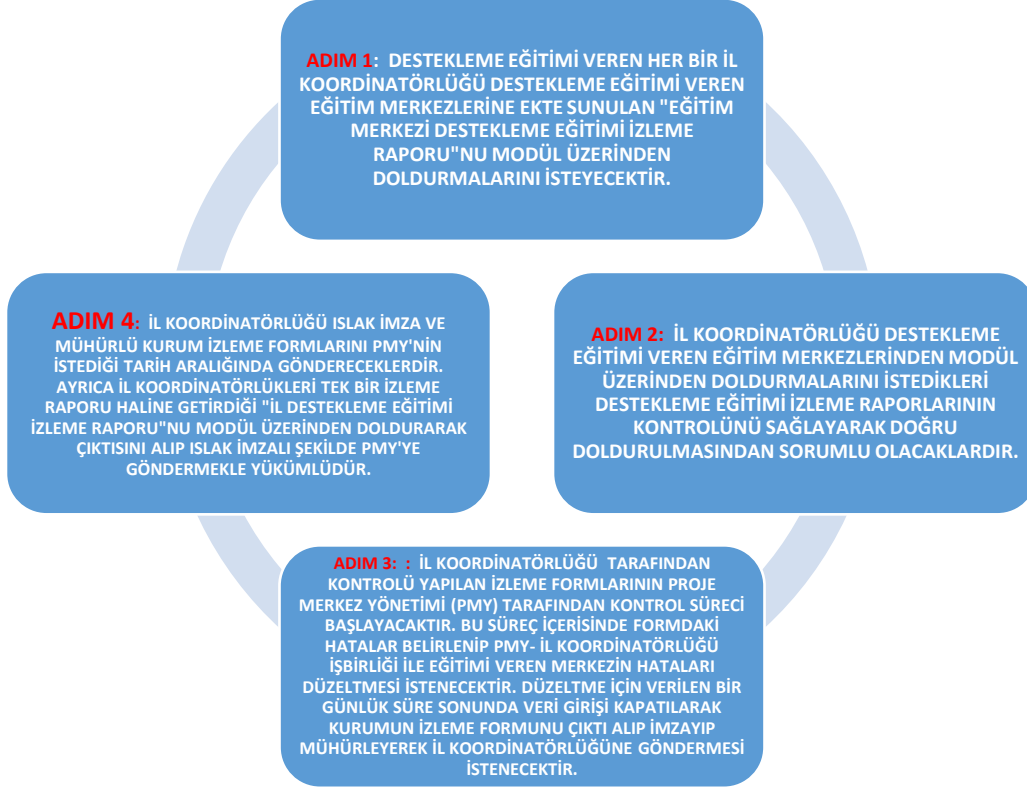 ADIM 1: DESTEKLEME EĞİTİMİ VEREN HER BİR İL
KOORDİNATÖRLÜĞÜ DESTEKLEME EĞİTİMİ VEREN
EĞİTİM MERKEZLERİNE EKTE SUNULAN "EĞİTİM
MERKEZİ DESTEKLEME EĞİTİMİ İZLEME
RAPORU"NU MODÜL ÜZERİNDEN
DOLDURMALARINI İSTEYECEKTİR.
ADIM 2: İL KOORDİNATÖRLÜĞÜ DESTEKLEME
EĞİTİMİ VEREN EĞİTİM MERKEZLERİNDEN MODÜL
ÜZERİNDEN DOLDURMALARINI İSTEDİKLERİ
DESTEKLEME EĞİTİMİ İZLEME RAPORLARININ
KONTROLÜNÜ SAĞLAYARAK DOĞRU
DOLDURULMASINDAN SORUMLU OLACAKLARDIR.
ADIM 3: : İL KOORDİNATÖRLÜĞÜ TARAFINDAN
KONTROLÜ YAPILAN İZLEME FORMLARININ PROJE
MERKEZ YÖNETİMİ (PMY) TARAFINDAN KONTROL SÜRECİ
BAŞLAYACAKTIR. BU SÜREÇ İÇERİSİNDE FORMDAKİ
HATALAR BELİRLENİP PMY- İL KOORDİNATÖRLÜĞÜ
İŞBİRLİĞİ İLE EĞİTİMİ VEREN MERKEZİN HATALARI
DÜZELTMESİ İSTENECEKTİR. DÜZELTME İÇİN VERİLEN BİR
GÜNLÜK SÜRE SONUNDA VERİ GİRİŞİ KAPATILARAK
KURUMUN İZLEME FORMUNU ÇIKTI ALIP İMZAYIP
MÜHÜRLEYEREK İL KOORDİNATÖRLÜĞÜNE GÖNDERMESİ
İSTENECEKTİR.
ADIM 4: İL KOORDİNATÖRLÜĞÜ ISLAK İMZA VE
MÜHÜRLÜ KURUM İZLEME FORMLARINI PMY'NİN
İSTEDİĞİ TARİH ARALIĞINDA GÖNDERECEKLERDİR.
AYRICA İL KOORDİNATÖRLÜKLERİ TEK BİR İZLEME
RAPORU HALİNE GETİRDİĞİ "İL DESTEKLEME EĞİTİMİ
İZLEME RAPORU"NU MODÜL ÜZERİNDEN DOLDURARAK
ÇIKTISINI ALIP ISLAK İMZALI ŞEKİLDE PMY'YE
GÖNDERMEKLE YÜKÜMLÜDÜR.